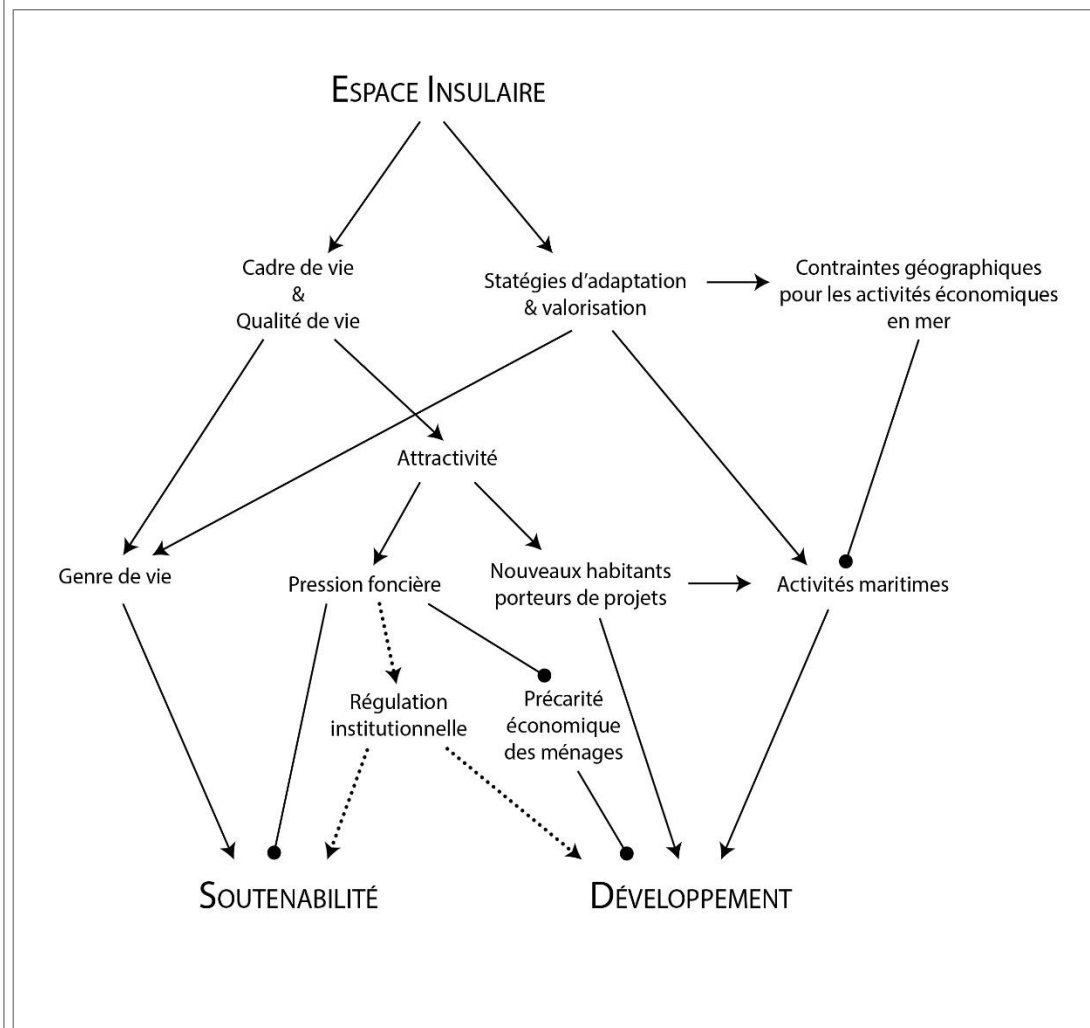 ESPACE INSULAIRE
Cadre de vie
&
Qualité de vie
Statégies d'adaptation
& valorisation
Contraintes géographiques
pour les activités économiques
en mer
Attractivité
Genre de vie
Pression foncière
Nouveaux habitants
porteurs de projets
Activités maritimes
Régulation
institutionnelle
Précarité
économique
des ménages
SOUTENABILITÉ
DÉVELOPPEMENT